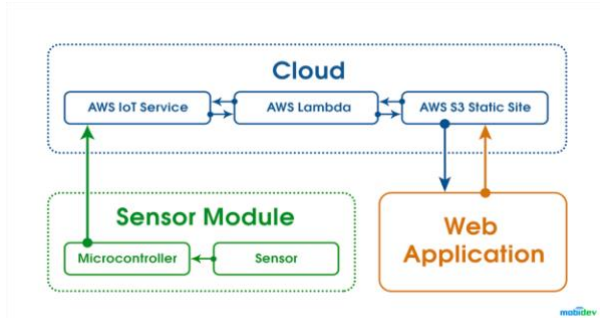 Cloud
AWS IoT Service
AWS Lambda
AWS S3 Static Site
Sensor Module
Microcontroller
Sensor
Web
Application
mobidev